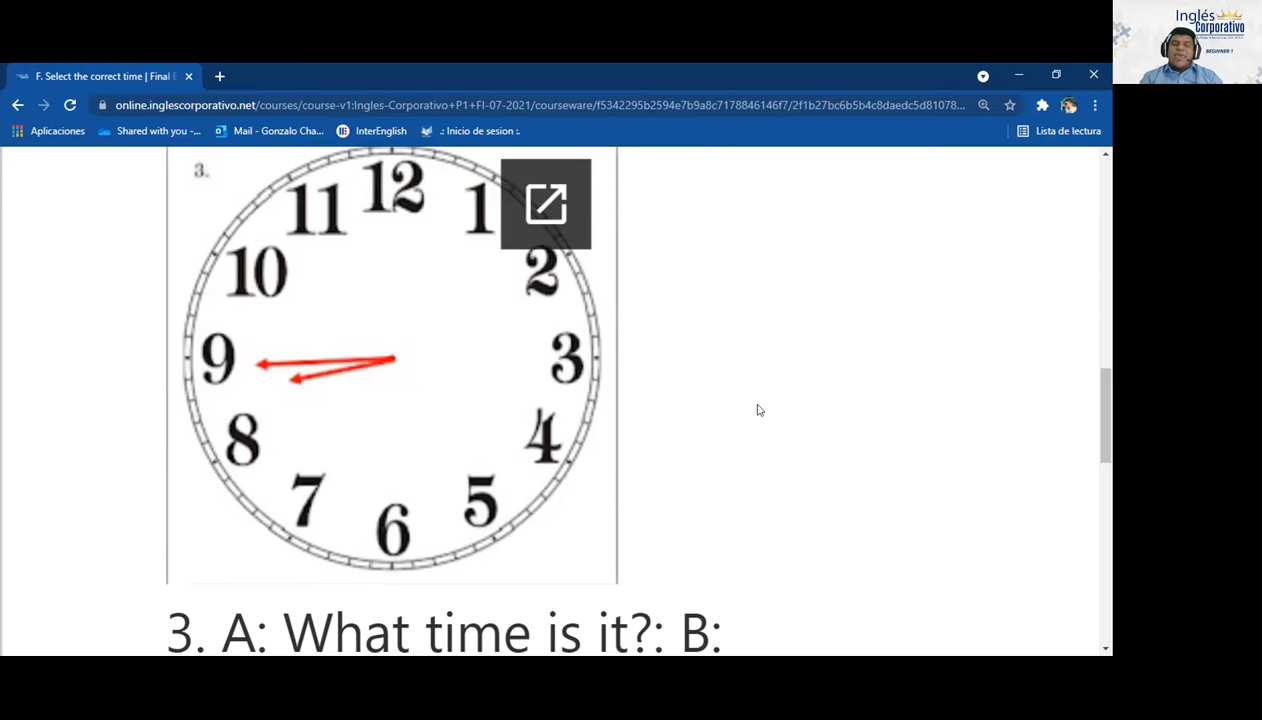 Inglés
Corporativo
BEGINNER 1
F. Select the correct time | Final E
online.inglescorporativo.net/courses/course-v1:Ingles-Corporativo+P1+FI-07-2021/courseware/f5342295b2594e7b9a8c7178846146f7/2f1b27bc6b5b4c8daedc5d81078...
Aplicaciones
Shared with you -...
Mail - Gonzalo Cha...
InterEnglish
.: Inicio de sesion :.
Lista de lectura
3.
12
11
1
10
2
9
3
8
4
7
5
6
3. A: What time is it?: B: